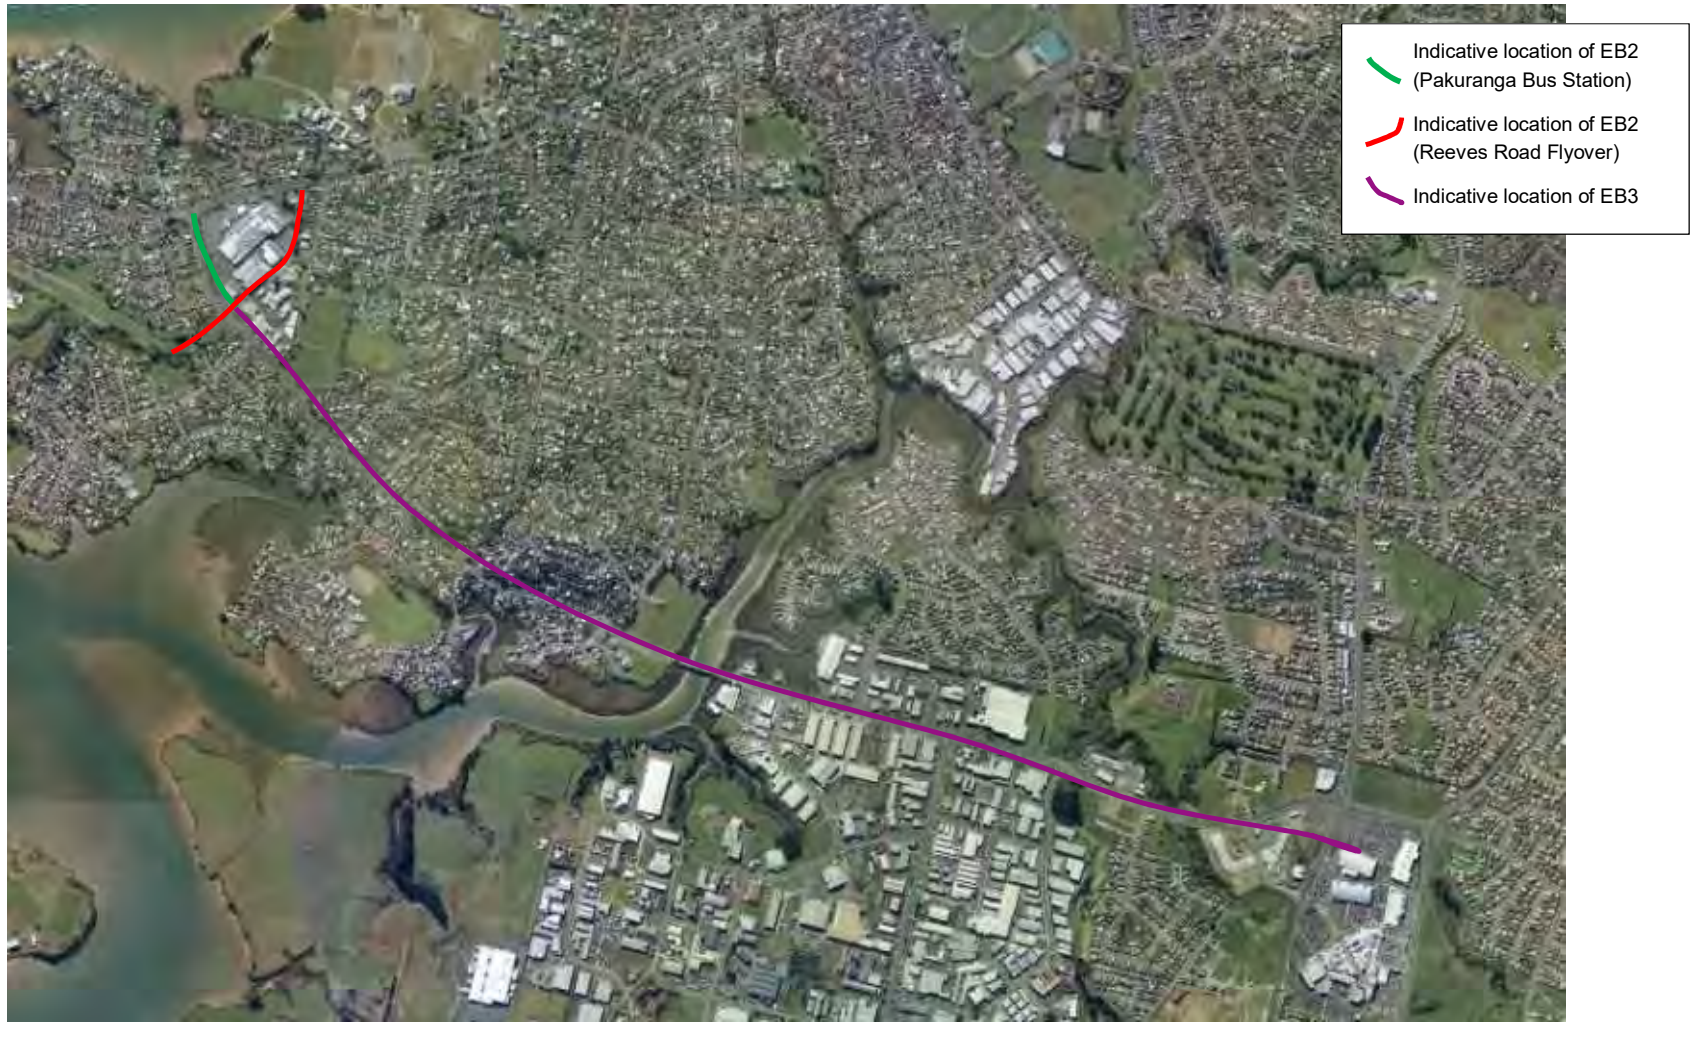 Indicative location of EB2
(Pakuranga Bus Station)
Indicative location of EB2
(Reeves Road Flyover)
Indicative location of EB3